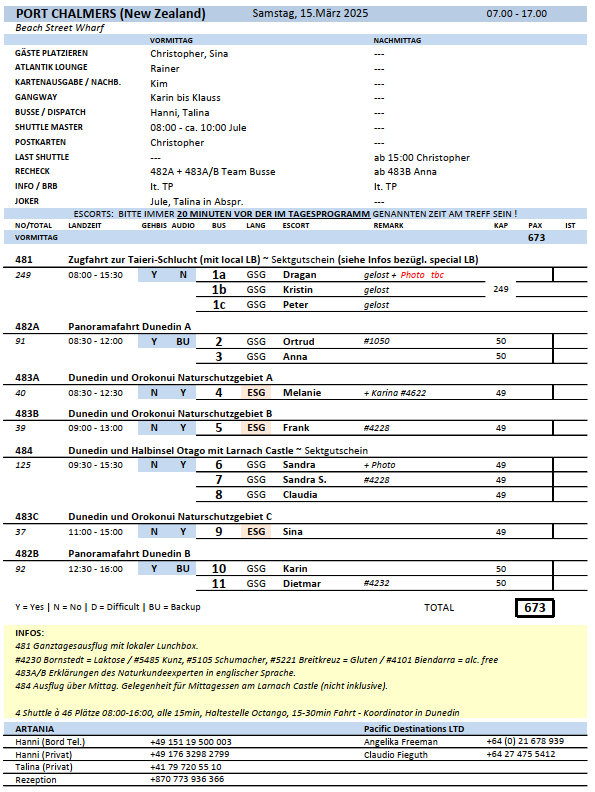 PORT CHALMERS (New Zealand) Samstag, 15.März 2025 07.00 - 17.00
Beach Street Wharf
VORMITTAG NACHMITTAG
GÄSTE PLATZIEREN Christopher, Sina ---
ATLANTIK LOUNGE Rainer ---
KARTENAUSGABE / NACHB. Kim ---
GANGWAY Karin bis Klauss ---
BUSSE / DISPATCH Hanni, Talina ---
SHUTTLE MASTER 08:00 - ca. 10:00 Jule ---
POSTKARTEN Christopher ---
LAST SHUTTLE --- ab 15:00 Christopher
RECHECK 482A + 483A/B Team Busse ab 483B Anna
INFO / BRB lt. TP lt. TP
JOKER Jule, Talina in Abspr. ---
ESCORTS: BITTE IMMER 20 MINUTEN VOR DER IM TAGESPROGRAMM GENANNTEN ZEIT AM TREFF SEIN !
NO/TOTAL LANDZEIT GEHBIS AUDIO BUS LANG ESCORT REMARK KAP PAX IST
VORMITTAG 673
481 Zugfahrt zur Taieri-Schlucht (mit local LB) ~ Sektgutschein (siehe Infos bezügl. special LB)
249 08:00 - 15:30 Y N 1a GSG Dragan gelost + Photo tbc
1b GSG Kristin gelost 249
1c GSG Peter gelost
482A Panoramafahrt Dunedin A
91 08:30 - 12:00 Y BU 2 GSG Ortrud #1050 50
3 GSG Anna 50
483A Dunedin und Orokonui Naturschutzgebiet A
40 08:30 - 12:30 N Y 4 ESG Melanie + Karina #4622 49
483B Dunedin und Orokonui Naturschutzgebiet B
39 09:00 - 13:00 N Y 5 ESG Frank #4228 49
484 Dunedin und Halbinsel Otago mit Larnach Castle ~ Sektgutschein
125 09:30 - 15:30 N Y 6 GSG Sandra + Photo 49
7 GSG Sandra S. #4228 49
8 GSG Claudia 49
483C Dunedin und Orokonui Naturschutzgebiet C
37 11:00 - 15:00 N Y 9 ESG Sina 49
482B Panoramafahrt Dunedin B
92 12:30 - 16:00 Y BU 10 GSG Karin 50
11 GSG Dietmar #4232 50
Y = Yes | N = No | D = Difficult | BU = Backup TOTAL 673
INFOS:
481 Ganztagesausflug mit lokaler Lunchbox.
#4230 Bornstedt = Laktose / #5485 Kunz, #5105 Schumacher, #5221 Breitkreuz = Gluten / #4101 Biendarra = alc. free
483A/B Erklärungen des Naturkundeexperten in englischer Sprache.
484 Ausflug über Mittag. Gelegenheit für Mittagessen am Larnach Castle (nicht inklusive).
4 Shuttle à 46 Plätze 08:00-16:00, alle 15min, Haltestelle Octango, 15-30min Fahrt - Koordinator in Dunedin
ARTANIA Pacific Destinations LTD
Hanni (Bord Tel.) +49 151 19 500 003 Angelika Freeman +64 (0) 21 678 939
Hanni (Privat) +49 176 3298 2799 Claudio Fieguth +64 27 475 5412
Talina (Privat) +41 79 720 55 10
Rezeption +870 773 936 366